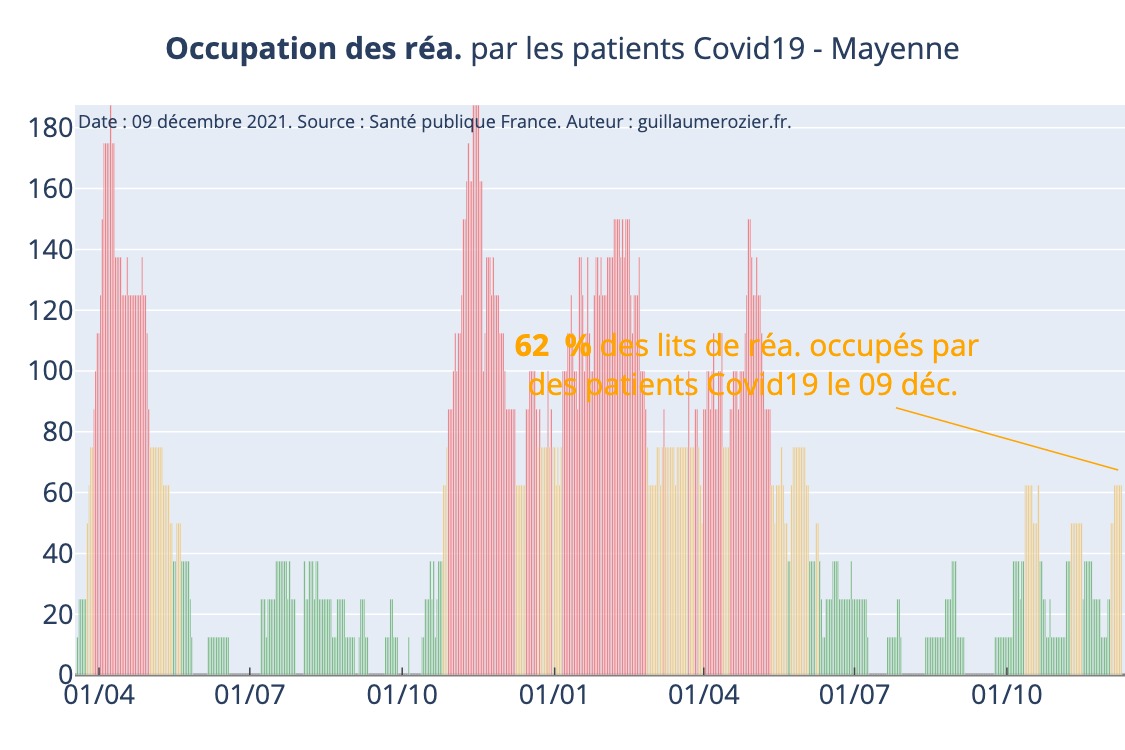 Occupation des réa. par les patients Covid19 - Mayenne
180
Date : 09 décembre 2021. Source : Santé publique France. Auteur : guillaumerozier.fr.
160
140
120
62 % des lits de réa. occupés par
100
des patients Covid19 le 09 déc.
80
60
40
20
0
01/04 01/07 01/10 01/01 01/04 01/07 01/10